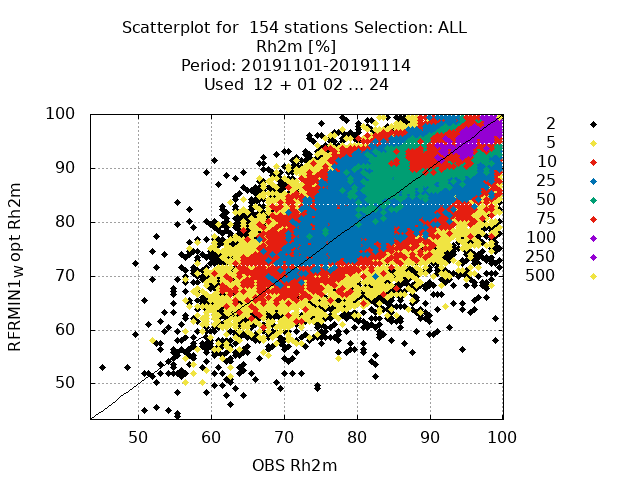 Scatterplot for  154 stations Selection: ALL
Rh2m [%]
Period: 20191101-20191114
Used  12 + 01 02 ... 24
100
90
80
70
60
50
50 60 70 80 90 100
OBS Rh2m
RFRMIN1W opt Rh2m
2
5
10
25
50
75
100
250
500